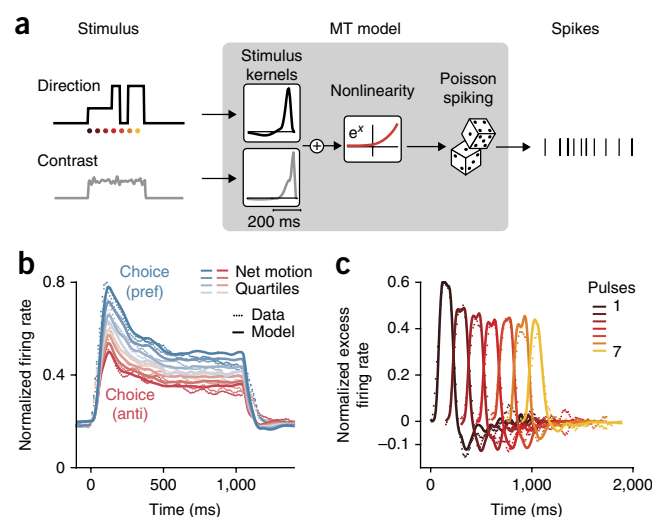 a
Stimulus
MT model
Spikes
Direction
Contrast
Stimulus
kernels
200 ms
Nonlinearity
eˣ
Poisson
spiking
b
Normalized firing rate
0.8
0.4
0
Choice
(pref)
Net motion
Quartiles
Data
Model
Choice
(anti)
0 500 1,000
Time (ms)
c
Normalized excess
firing rate
0.6
0.4
0.2
0
−0.1
Pulses
1
7
0 1,000 2,000
Time (ms)